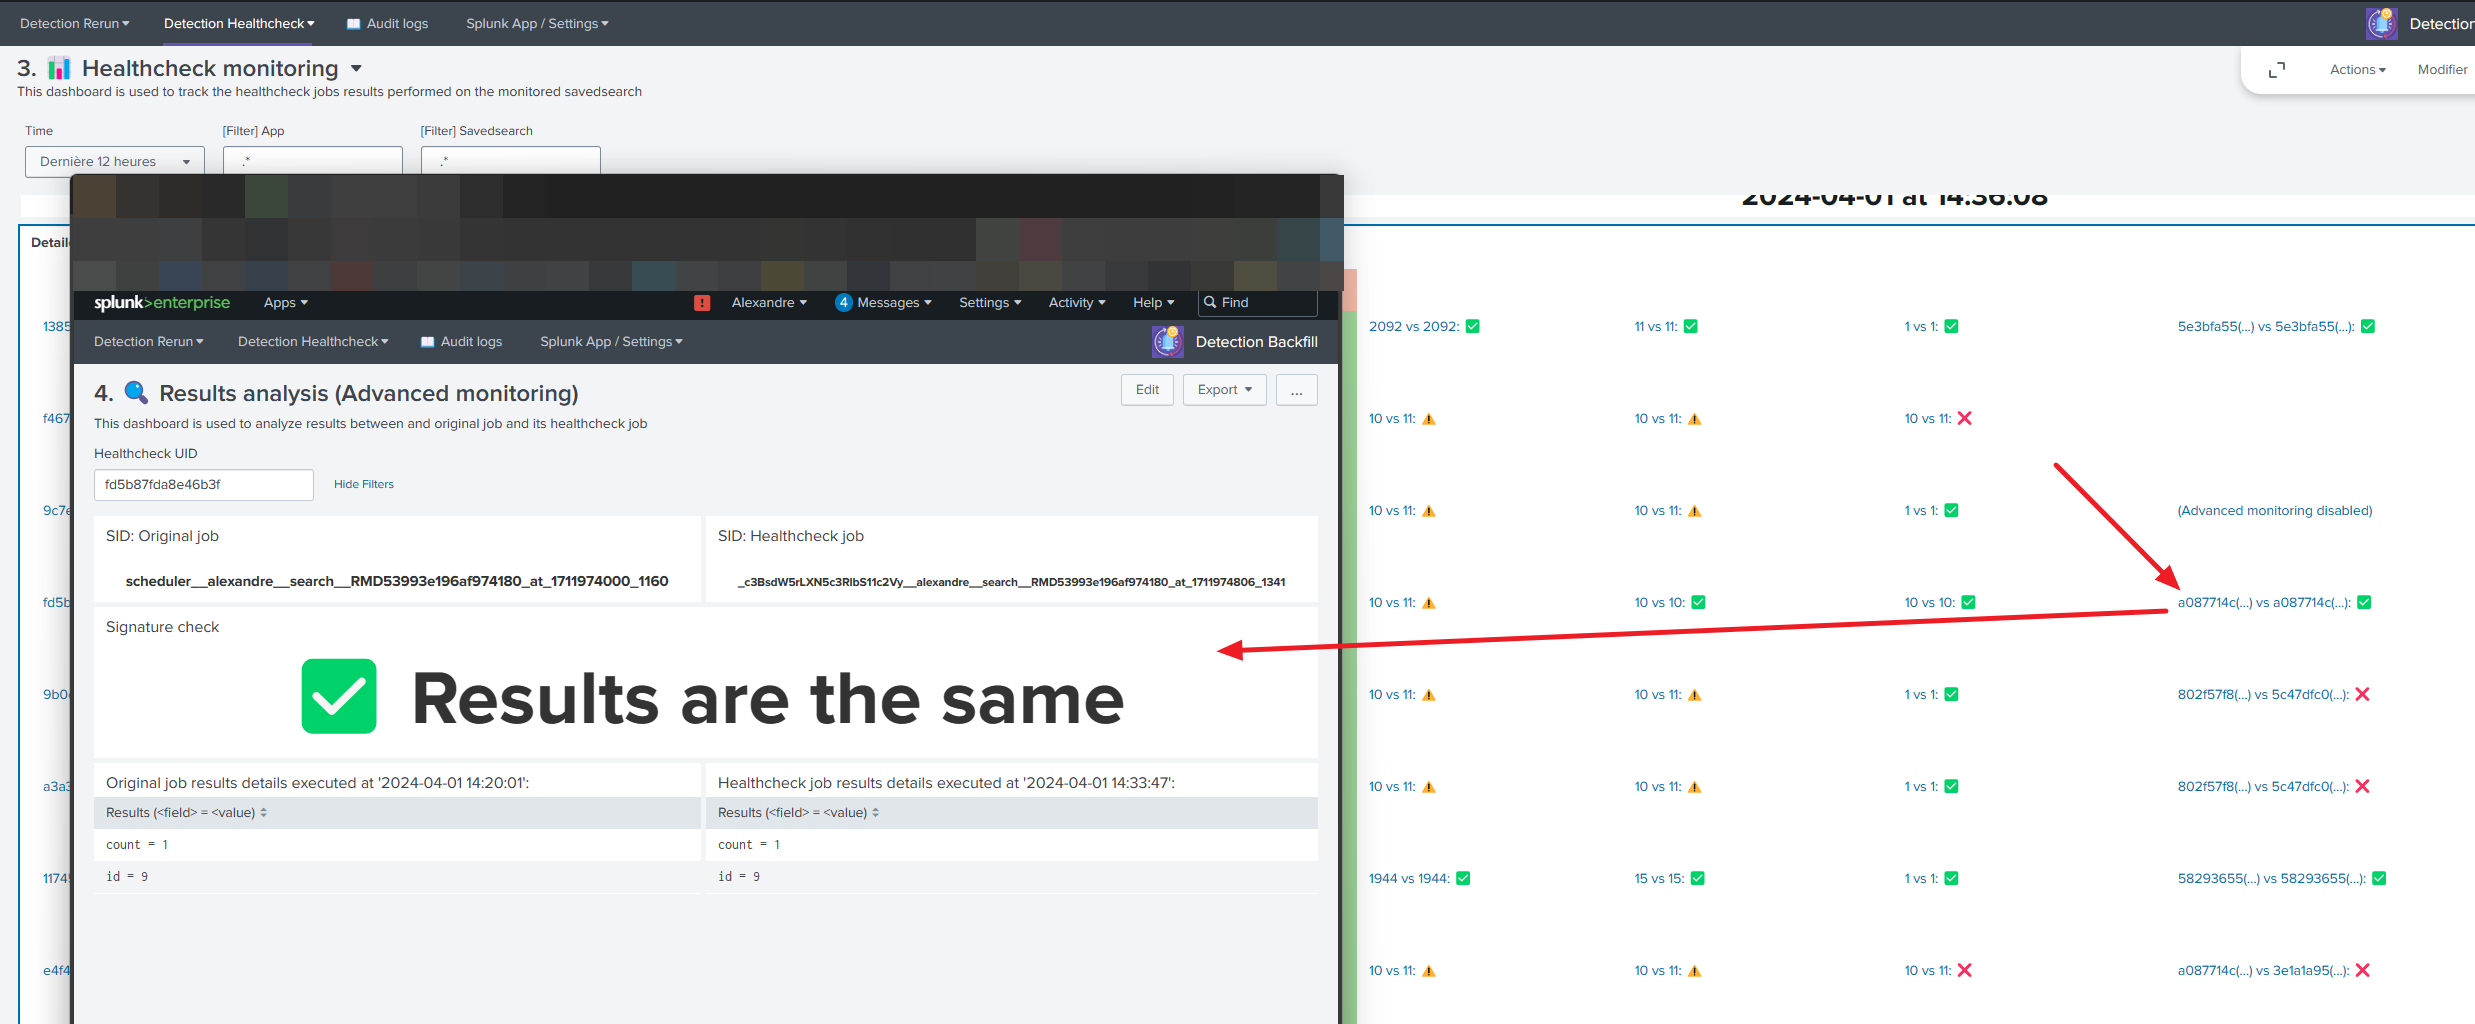 Detection Rerun Detection Healthcheck Audit logs Splunk App / Settings
3. Healthcheck monitoring
This dashboard is used to track the healthcheck jobs results performed on the monitored savedsearch
Actions Modifier
Time [Filter] App [Filter] Savedsearch
Dernière 12 heures .* .*
2024-04-01 at 14:36:08
splunk>enterprise Apps ! Alexandre 4 Messages Settings Activity Help Find
Detection Rerun Detection Healthcheck Audit logs Splunk App / Settings Detection Backfill
4. Results analysis (Advanced monitoring)
Edit Export ...
This dashboard is used to analyze results between and original job and its healthcheck job
Healthcheck UID
fd5b87fda8e46b3f Hide Filters
SID: Original job
scheduler__alexandre__search__RMD53993e196af974180_at_1711974000_1160
SID: Healthcheck job
_c3BsdW5rLXN5c3RlbS11c2Vy__alexandre__search__RMD53993e196af974180_at_1711974806_1341
Signature check
Results are the same
Original job results details executed at '2024-04-01 14:20:01':
Results (<field> = <value)
count = 1
id = 9
Healthcheck job results details executed at '2024-04-01 14:33:47':
Results (<field> = <value)
count = 1
id = 9
1385 2092 vs 2092: 11 vs 11: 1 vs 1: 5e3bfa55(...) vs 5e3bfa55(...):
f467 10 vs 11: 10 vs 11: 10 vs 11:
9c7e 10 vs 11: 10 vs 11: 1 vs 1: (Advanced monitoring disabled)
fd5b 10 vs 11: 10 vs 10: 10 vs 10: a087714c(...) vs a087714c(...):
10 vs 11: 10 vs 11: 1 vs 1: 802f57f8(...) vs 5c47dfc0(...):
a3a3 10 vs 11: 10 vs 11: 1 vs 1: 802f57f8(...) vs 5c47dfc0(...):
1174 1944 vs 1944: 15 vs 15: 1 vs 1: 58293655(...) vs 58293655(...):
e4f4 10 vs 11: 10 vs 11: 10 vs 11: a087714c(...) vs 3e1a1a95(...):